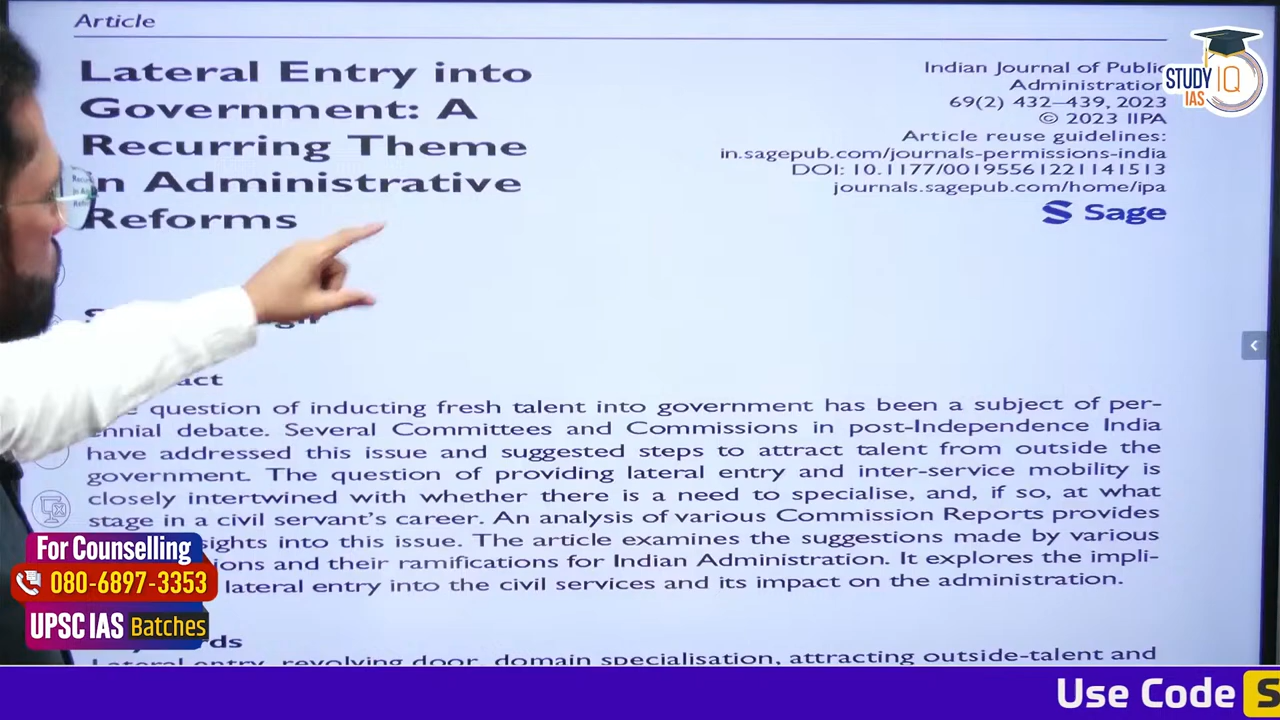 Article
Lateral Entry into
Government: A
Recurring Theme
in Administrative
Reforms
Indian Journal of Public
Administration
69(2) 432–439, 2023
© 2023 IIPA
Article reuse guidelines:
in.sagepub.com/journals-permissions-india
DOI: 10.1177/00195561221141513
journals.sagepub.com/home/ipa
Sage
STUDY IQ
IAS
question of inducting fresh talent into government has been a subject of per-
ennial debate. Several Committees and Commissions in post-Independence India
have addressed this issue and suggested steps to attract talent from outside the
government. The question of providing lateral entry and inter-service mobility is
closely intertwined with whether there is a need to specialise, and, if so, at what
stage in a civil servant's career. An analysis of various Commission Reports provides
into this issue. The article examines the suggestions made by various
and their ramifications for Indian Administration. It explores the impli-
lateral entry into the civil services and its impact on the administration.
Lateral entry, revolving door, domain specialisation, attracting outside-talent and
For Counselling
080-6897-3353
UPSC IAS Batches
Use Code S